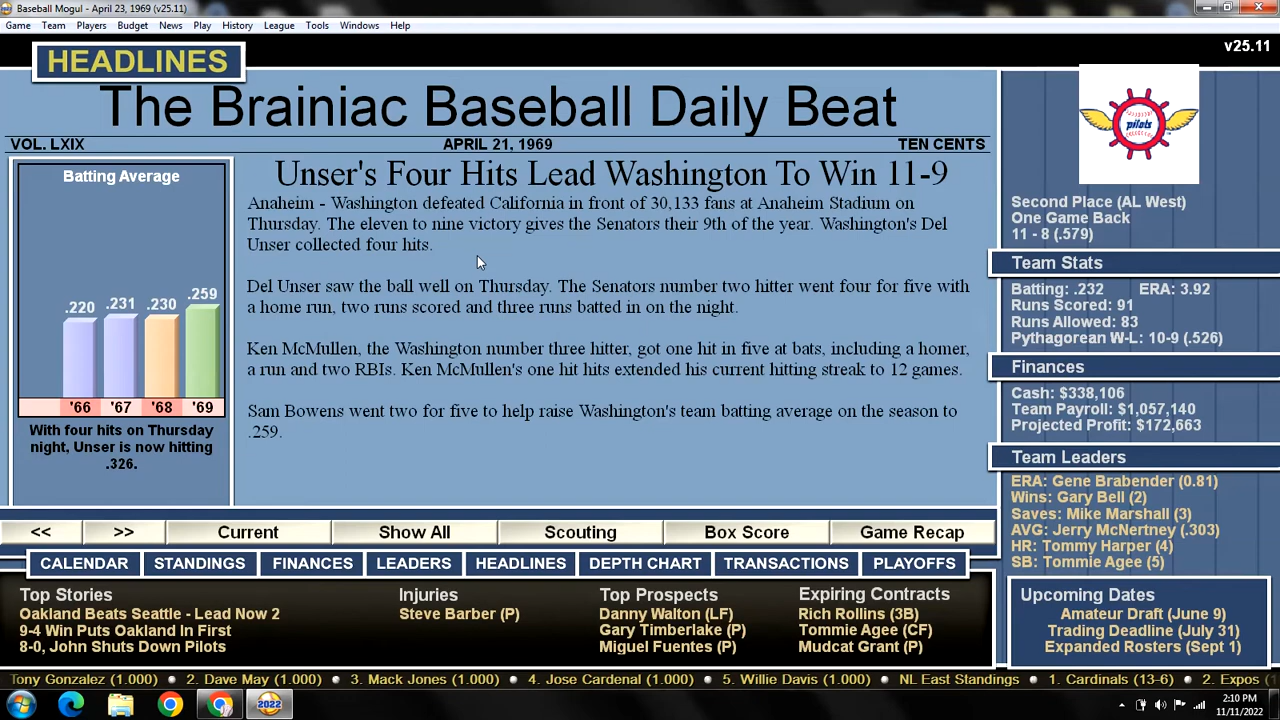 Baseball Mogul - April 23, 1969 (v25.11)
Game Team Players Budget News Play History League Tools Windows Help
HEADLINES
v25.11
The Brainiac Baseball Daily Beat
VOL. LXIX APRIL 21, 1969 TEN CENTS
Batting Average
.220 .231 .230 .259
'66 '67 '68 '69
With four hits on Thursday
night, Unser is now hitting
.326.
Unser's Four Hits Lead Washington To Win 11-9
Anaheim - Washington defeated California in front of 30,133 fans at Anaheim Stadium on
Thursday. The eleven to nine victory gives the Senators their 9th of the year. Washington's Del
Unser collected four hits.
Del Unser saw the ball well on Thursday. The Senators number two hitter went four for five with
a home run, two runs scored and three runs batted in on the night.
Ken McMullen, the Washington number three hitter, got one hit in five at bats, including a homer,
a run and two RBIs. Ken McMullen's one hit hits extended his current hitting streak to 12 games.
Sam Bowens went two for five to help raise Washington's team batting average on the season to
.259.
pilots
Second Place (AL West)
One Game Back
11 - 8 (.579)
Team Stats
Batting: .232 ERA: 3.92
Runs Scored: 91
Runs Allowed: 83
Pythagorean W-L: 10-9 (.526)
Finances
Cash: $338,106
Team Payroll: $1,057,140
Projected Profit: $172,663
Team Leaders
ERA: Gene Brabender (0.81)
Wins: Gary Bell (2)
Saves: Mike Marshall (3)
AVG: Jerry McNertney (.303)
HR: Tommy Harper (4)
SB: Tommie Agee (5)
<< >> Current Show All Scouting Box Score Game Recap
CALENDAR STANDINGS FINANCES LEADERS HEADLINES DEPTH CHART TRANSACTIONS PLAYOFFS
Top Stories
Oakland Beats Seattle - Lead Now 2
9-4 Win Puts Oakland In First
8-0, John Shuts Down Pilots
Injuries
Steve Barber (P)
Top Prospects
Danny Walton (LF)
Gary Timberlake (P)
Miguel Fuentes (P)
Expiring Contracts
Rich Rollins (3B)
Tommie Agee (CF)
Mudcat Grant (P)
Upcoming Dates
Amateur Draft (June 9)
Trading Deadline (July 31)
Expanded Rosters (Sept 1)
Tony Gonzalez (1.000) 2. Dave May (1.000) 3. Mack Jones (1.000) 4. Jose Cardenal (1.000) 5. Willie Davis (1.000) NL East Standings 1. Cardinals (13-6) 2. Expos (
2022
2:10 PM
11/11/2022